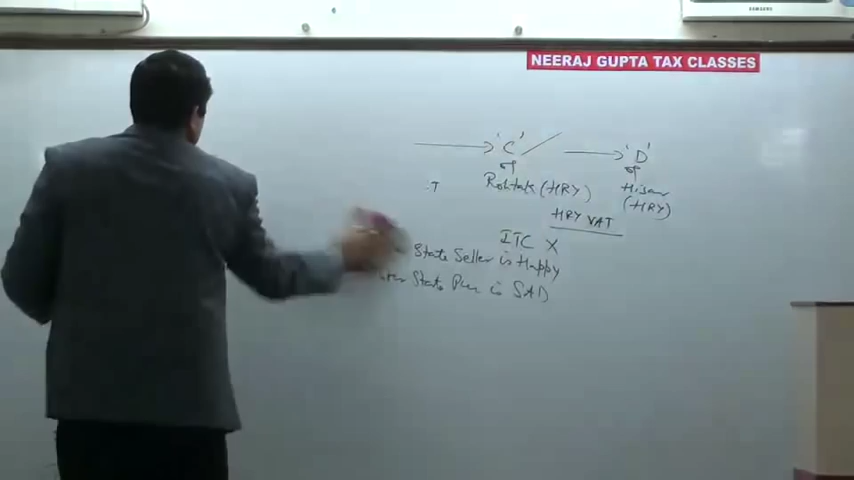 NEERAJ GUPTA TAX CLASSES
'C' 'D'
of of
Rohtak (HRY) Hisar
(HRY)
HRY VAT
ITC X
State Seller is Happy
State Pur is SAD